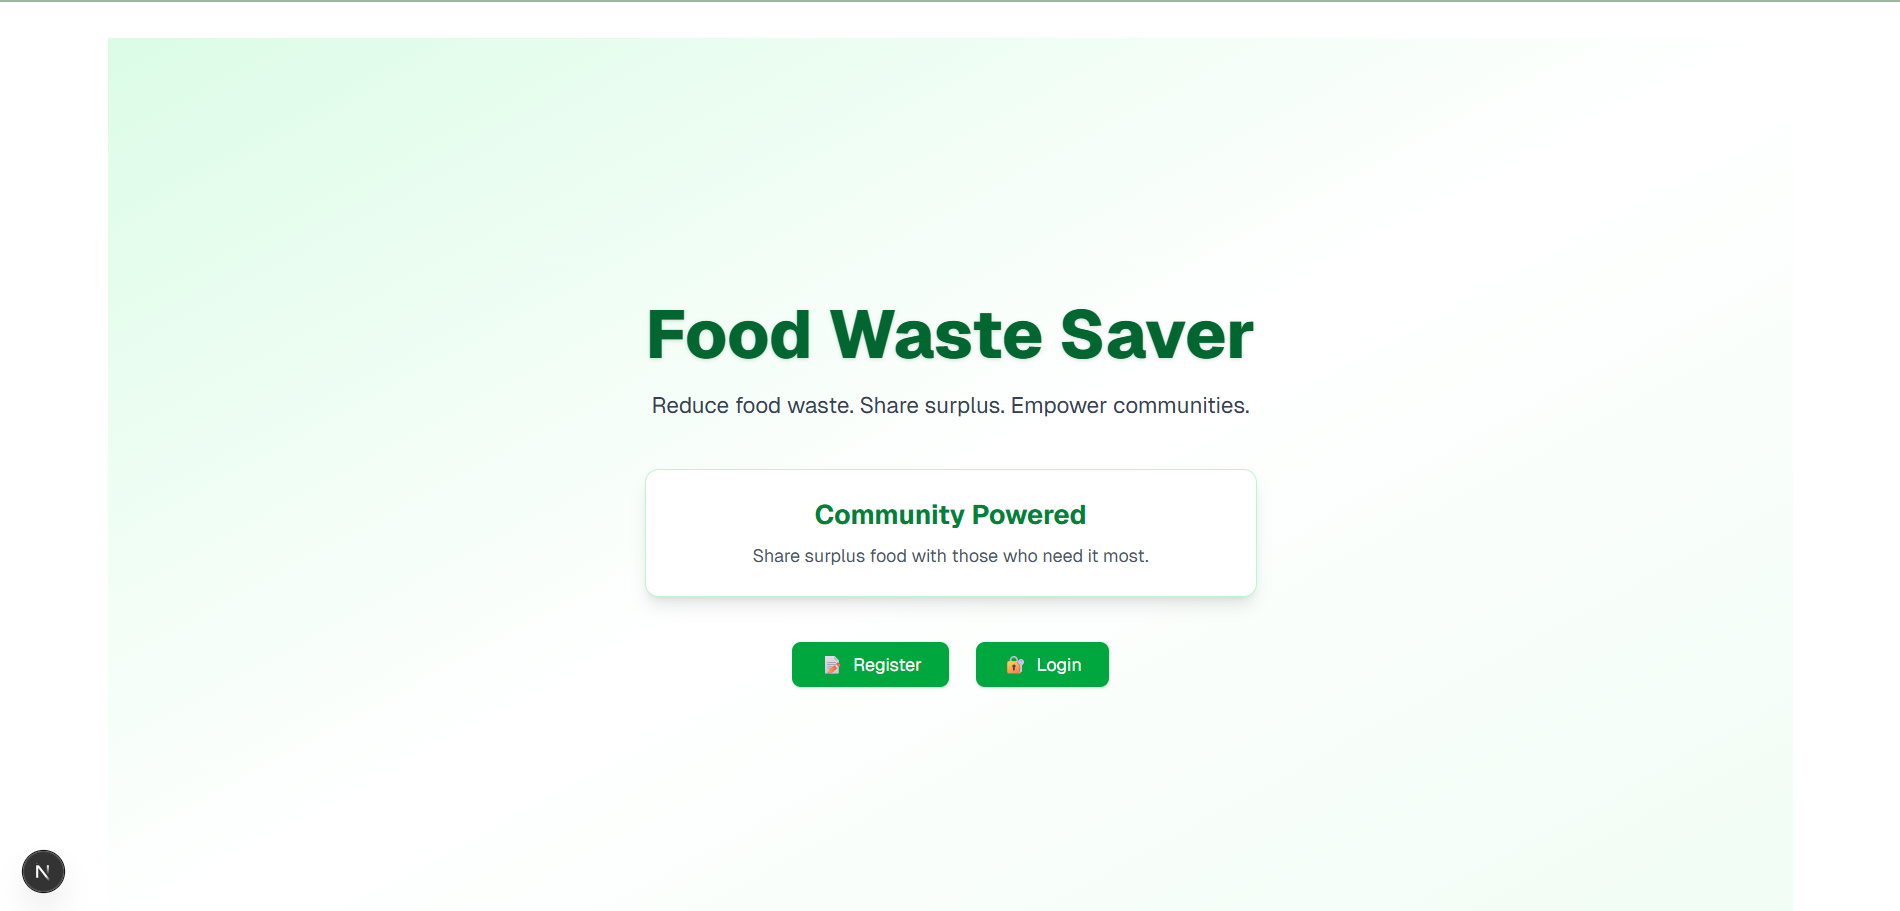 Food Waste Saver
Reduce food waste. Share surplus. Empower communities.
Community Powered
Share surplus food with those who need it most.
Register
Login
N